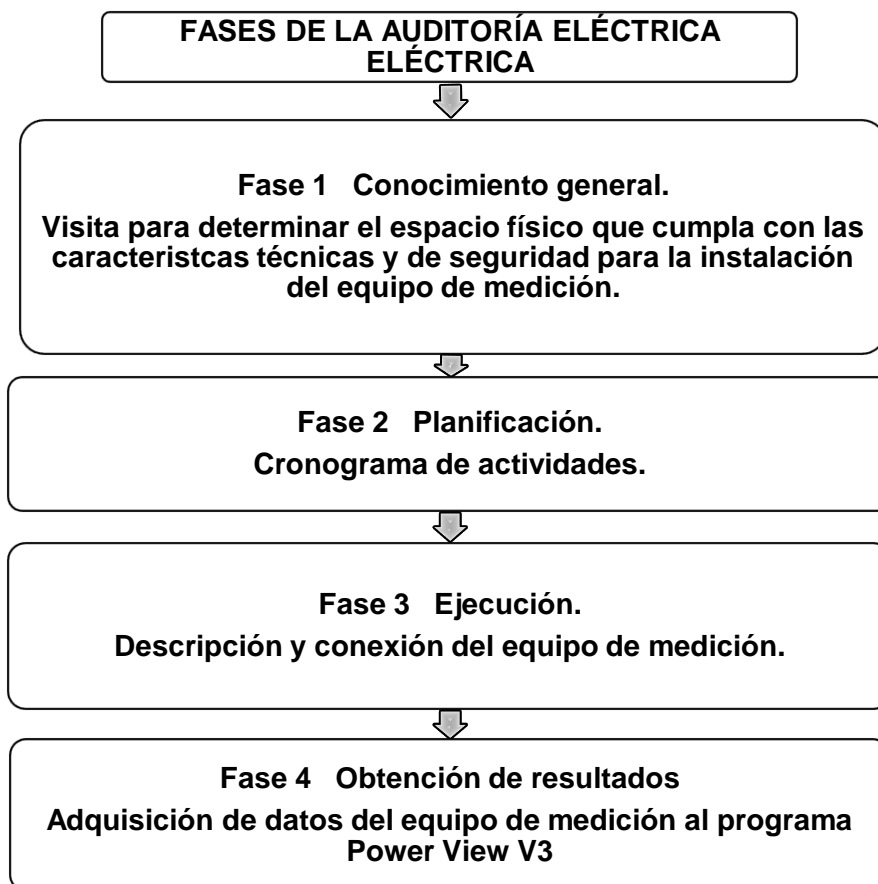 FASES DE LA AUDITORÍA ELÉCTRICA
ELÉCTRICA
Fase 1 Conocimiento general.
Visita para determinar el espacio físico que cumpla con las
caracteristcas técnicas y de seguridad para la instalación
del equipo de medición.
Fase 2 Planificación.
Cronograma de actividades.
Fase 3 Ejecución.
Descripción y conexión del equipo de medición.
Fase 4 Obtención de resultados
Adquisición de datos del equipo de medición al programa
Power View V3